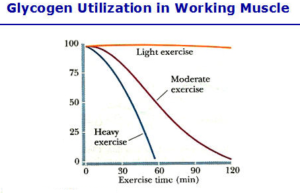 Glycogen Utilization in Working Muscle
100
Light exercise
75
Moderate
exercise
50
25
Heavy
exercise
0
0 30 60 90 120
Exercise time (min)